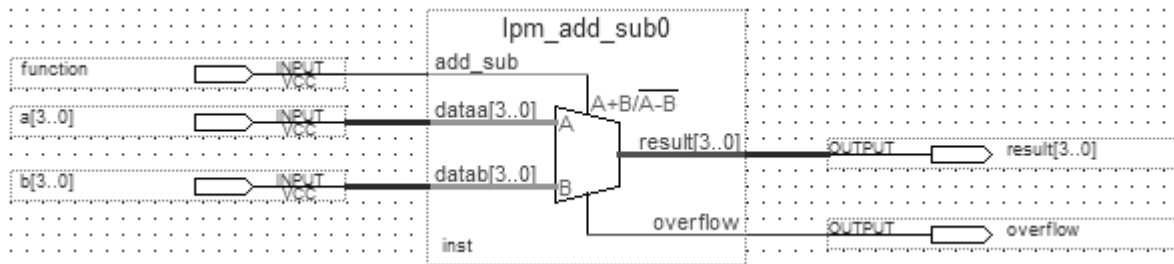 lpm_add_sub0
function INPUT VCC add_sub
A+B/A-B
a[3..0] INPUT VCC dataa[3..0] A
result[3..0] OUTPUT result[3..0]
b[3..0] INPUT VCC datab[3..0] B
overflow OUTPUT overflow
inst